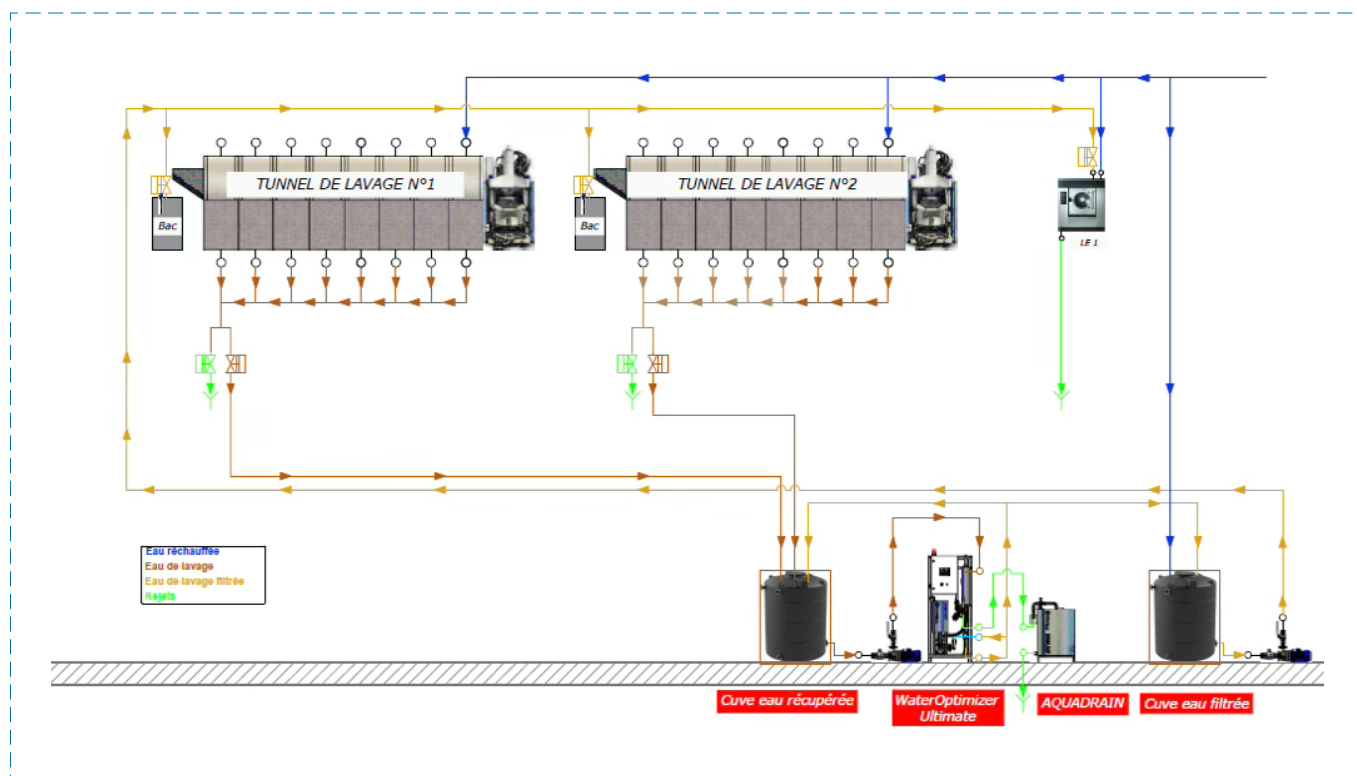 TUNNEL DE LAVAGE N°1
TUNNEL DE LAVAGE N°2
Bac
Bac
LE 1
Eau réchauffée
Eau de lavage
Eau de lavage filtrée
Rejets
Cuve eau récupérée
WaterOptimizer
Ultimate
AQUADRAIN
Cuve eau filtrée